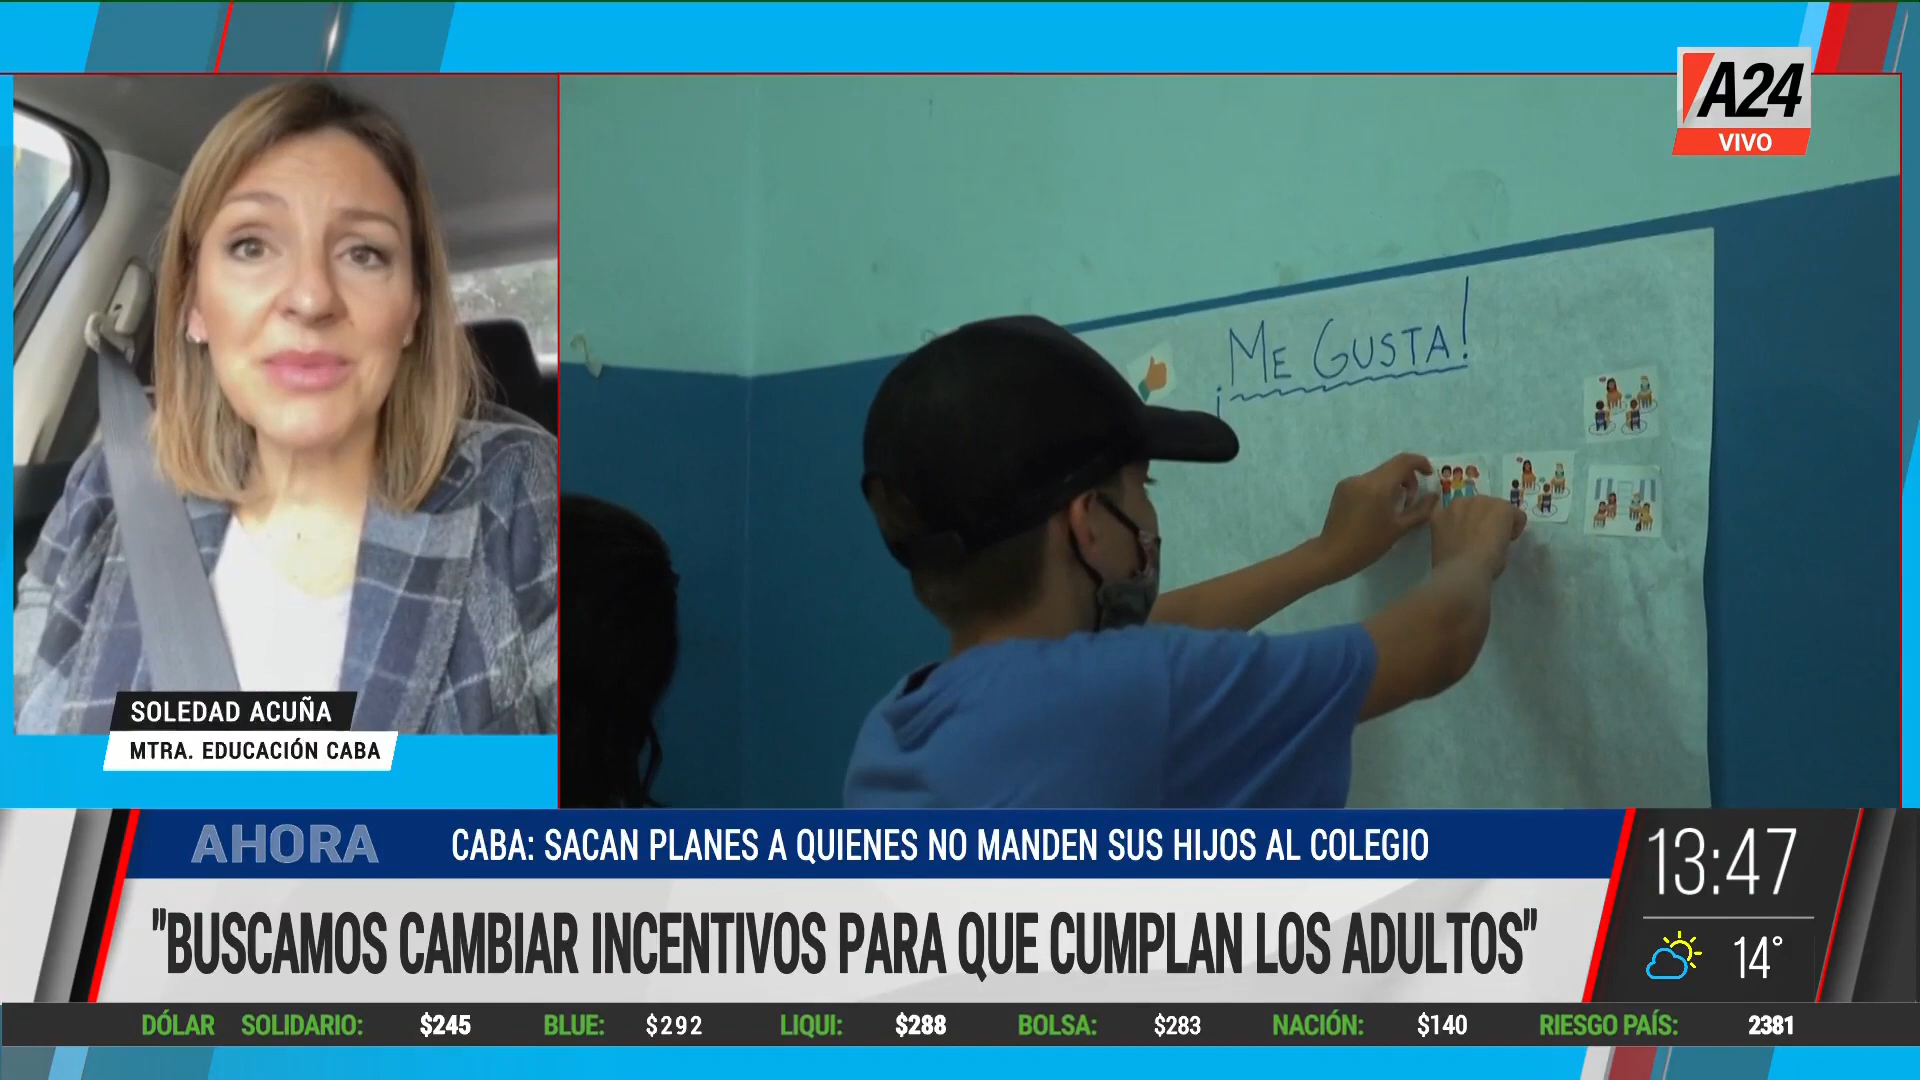 A24
VIVO
¡ME GUSTA!
SOLEDAD ACUÑA
MTRA. EDUCACIÓN CABA
AHORA
CABA: SACAN PLANES A QUIENES NO MANDEN SUS HIJOS AL COLEGIO
13:47
"BUSCAMOS CAMBIAR INCENTIVOS PARA QUE CUMPLAN LOS ADULTOS"
14°
DÓLAR SOLIDARIO: $245 BLUE: $292 LIQUI: $288 BOLSA: $283 NACIÓN: $140 RIESGO PAÍS: 2381